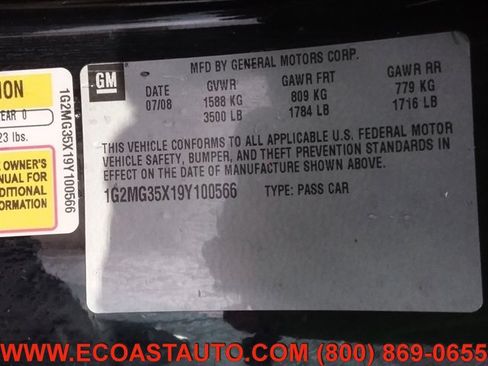 ION
EAR 0
23 lbs.
OWNER'S
NUAL FOR
DITIONAL
ORMATION
1G2MG35X19Y100566
GM
MFD BY GENERAL MOTORS CORP.
DATE GVWR GAWR FRT GAWR RR
07/08 1588 KG 809 KG 779 KG
3500 LB 1784 LB 1716 LB
THIS VEHICLE CONFORMS TO ALL APPLICABLE U.S. FEDERAL MOTOR
VEHICLE SAFETY, BUMPER, AND THEFT PREVENTION STANDARDS IN
EFFECT ON THE DATE OF MANUFACTURE SHOWN ABOVE.
1G2MG35X19Y100566 TYPE: PASS CAR
WWW.ECOASTAUTO.COM (800) 869-0655